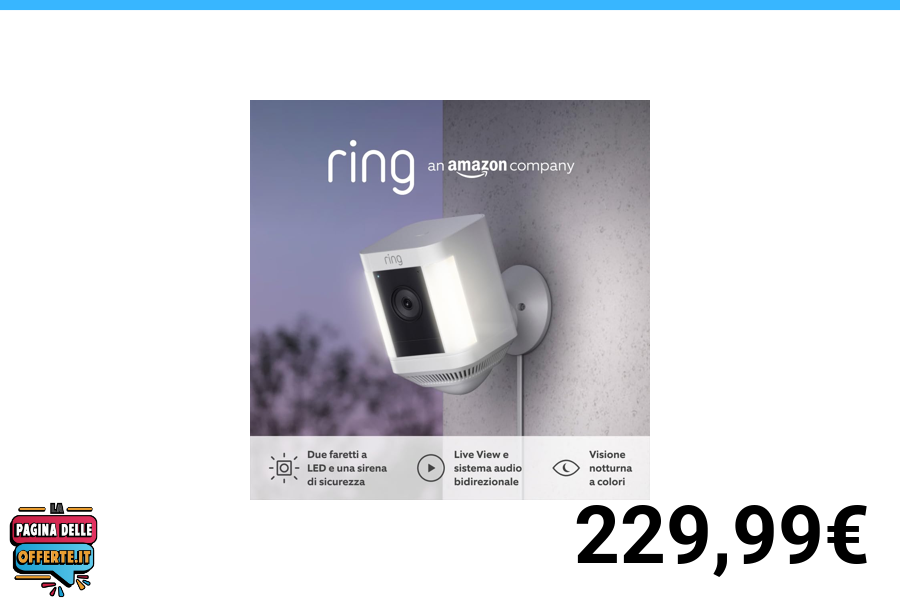 ring an amazon company
ring
Due faretti a
LED e una sirena
di sicurezza
Live View e
sistema audio
bidirezionale
Visione
notturna
a colori
LA
PAGINA DELLE
OFFERTE.IT
229,99€